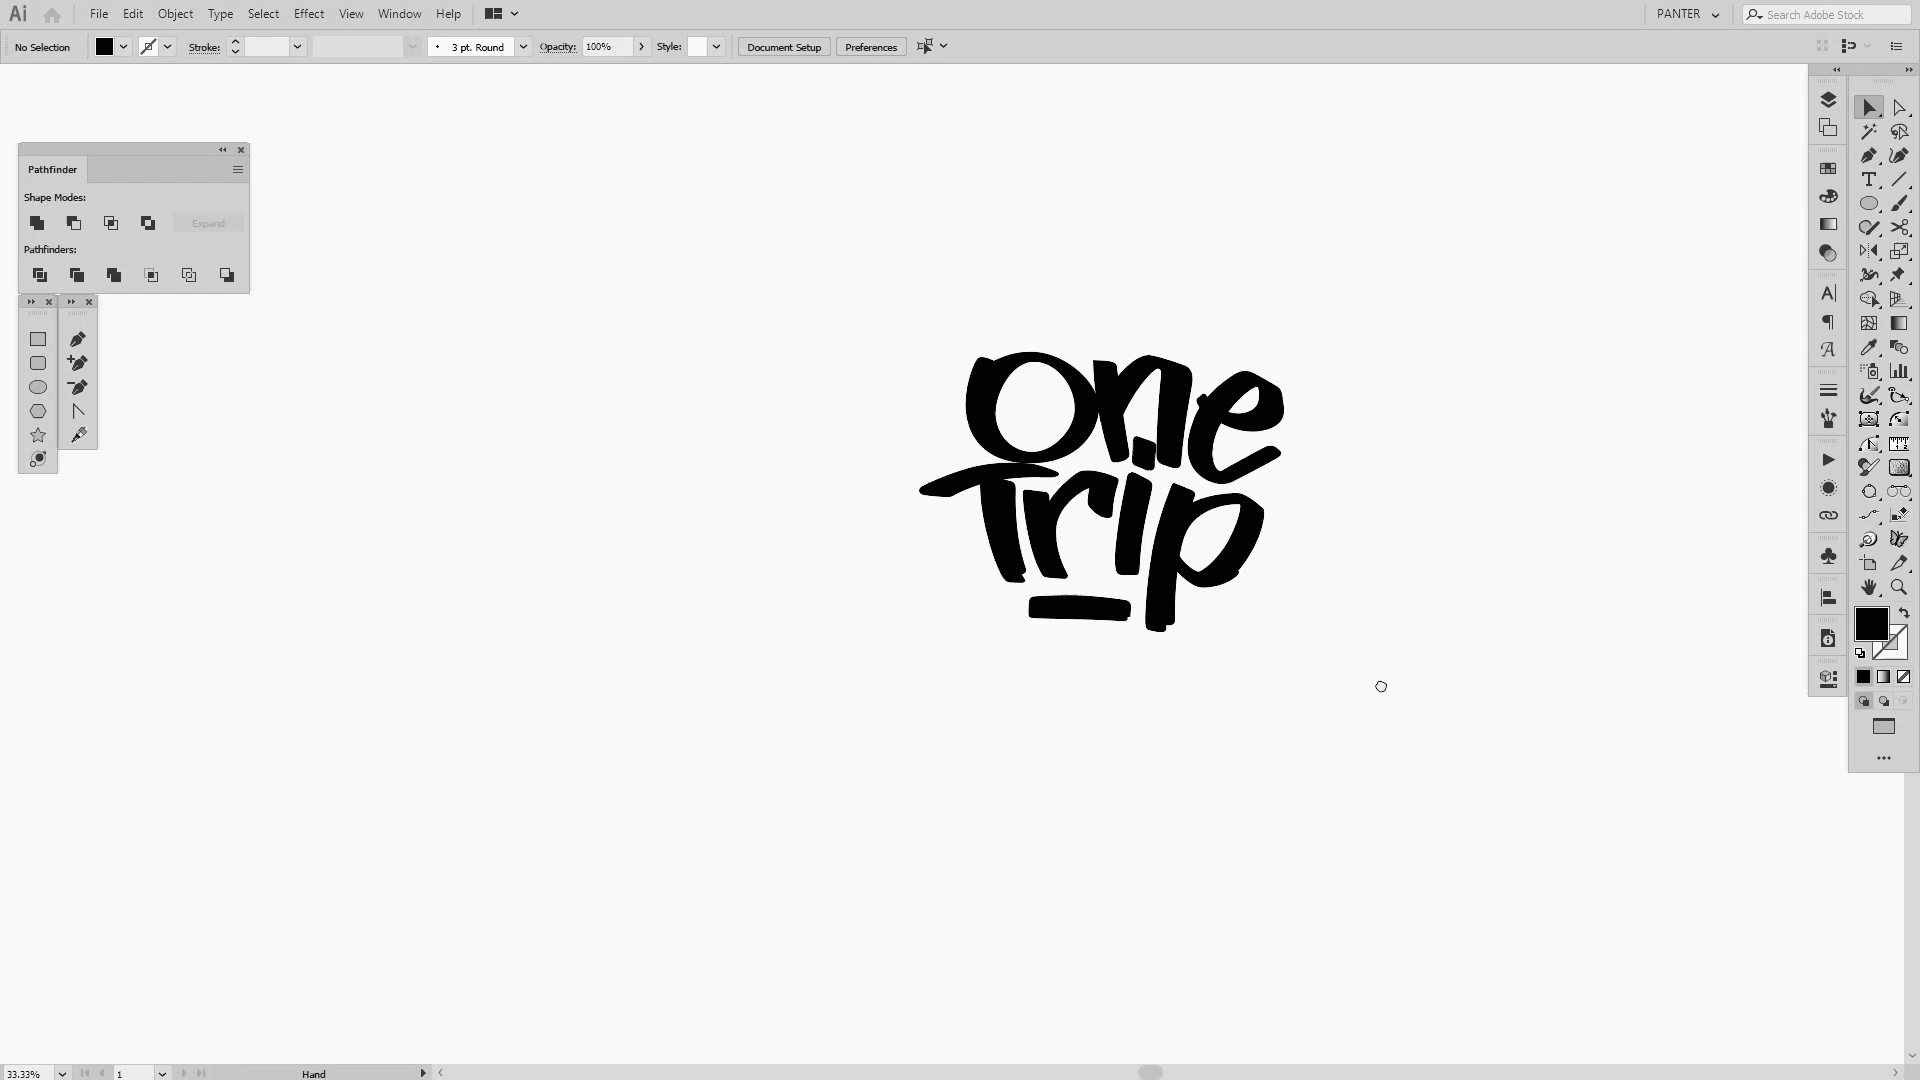 Ai File Edit Object Type Select Effect View Window Help PANTER Search Adobe Stock
No Selection Stroke: 3 pt. Round Opacity: 100% Style: Document Setup Preferences
Pathfinder
Shape Modes:
Expand
Pathfinders:
One
Trip
33.33% 1 Hand